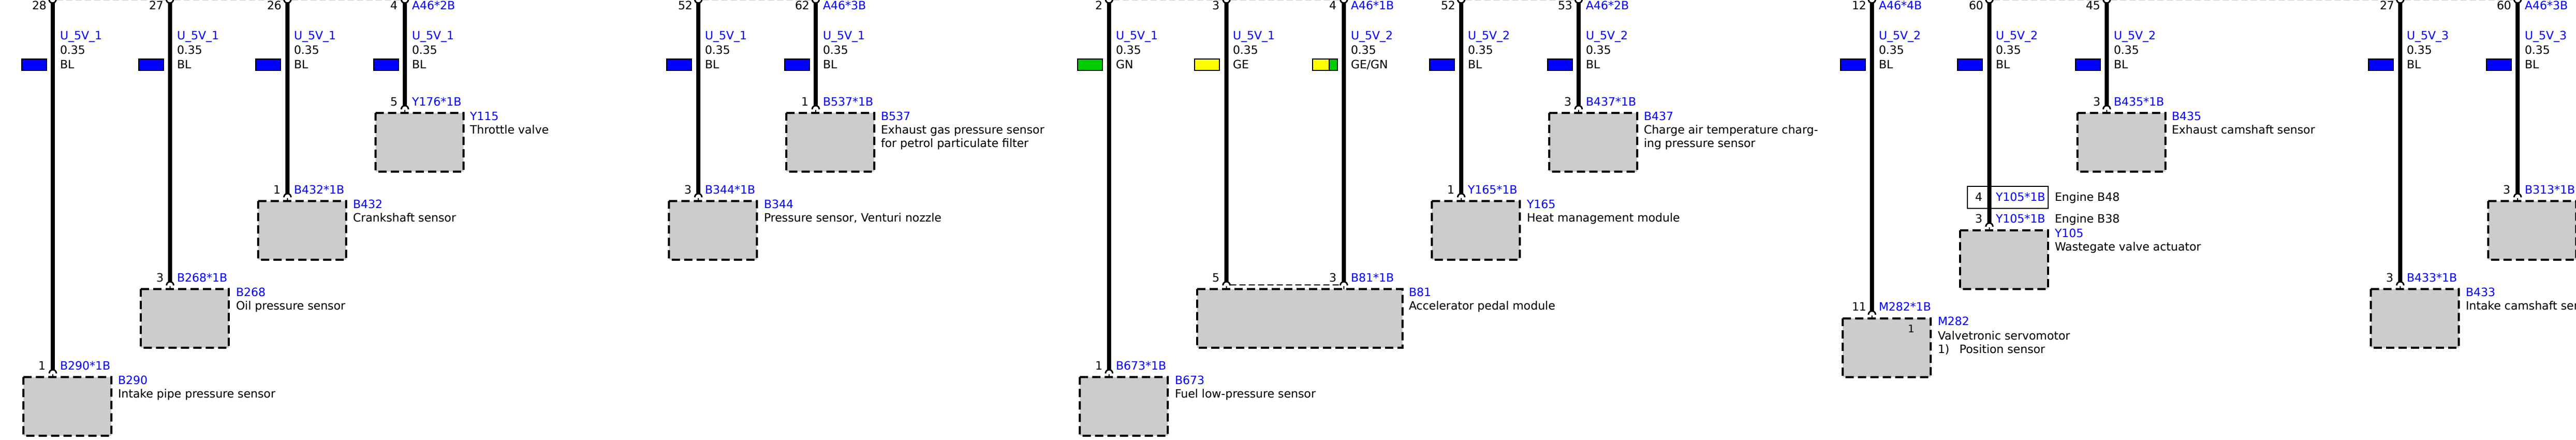 28 27 26 4 A46*2B 52 62 A46*3B 2 3 4 A46*1B 52 53 A46*2B 12 A46*4B 60 45 27 60 A46*3B
U_5V_1 U_5V_1 U_5V_1 U_5V_1 U_5V_1 U_5V_1 U_5V_1 U_5V_1 U_5V_2 U_5V_2 U_5V_2 U_5V_2 U_5V_2 U_5V_2 U_5V_3 U_5V_3
0.35 0.35 0.35 0.35 0.35 0.35 0.35 0.35 0.35 0.35 0.35 0.35 0.35 0.35 0.35 0.35
BL BL BL BL BL BL GN GE GE/GN BL BL BL BL BL BL BL
5 Y176*1B 1 B537*1B 3 B437*1B 3 B435*1B
Y115 B537 B437 B435
Throttle valve Exhaust gas pressure sensor Charge air temperature charg- Exhaust camshaft sensor
for petrol particulate filter ing pressure sensor
1 B432*1B 3 B344*1B 1 Y165*1B 4 Y105*1B Engine B48 3 B313*1B
B432 B344 Y165
Crankshaft sensor Pressure sensor, Venturi nozzle Heat management module 3 Y105*1B Engine B38
Y105
Wastegate valve actuator
3 B268*1B 5 3 B81*1B 3 B433*1B
B268 B81 B433
Oil pressure sensor Accelerator pedal module 11 M282*1B Intake camshaft
M282
1 Valvetronic servomotor
1) Position sensor
1 B290*1B 1 B673*1B
B290 B673
Intake pipe pressure sensor Fuel low-pressure sensor